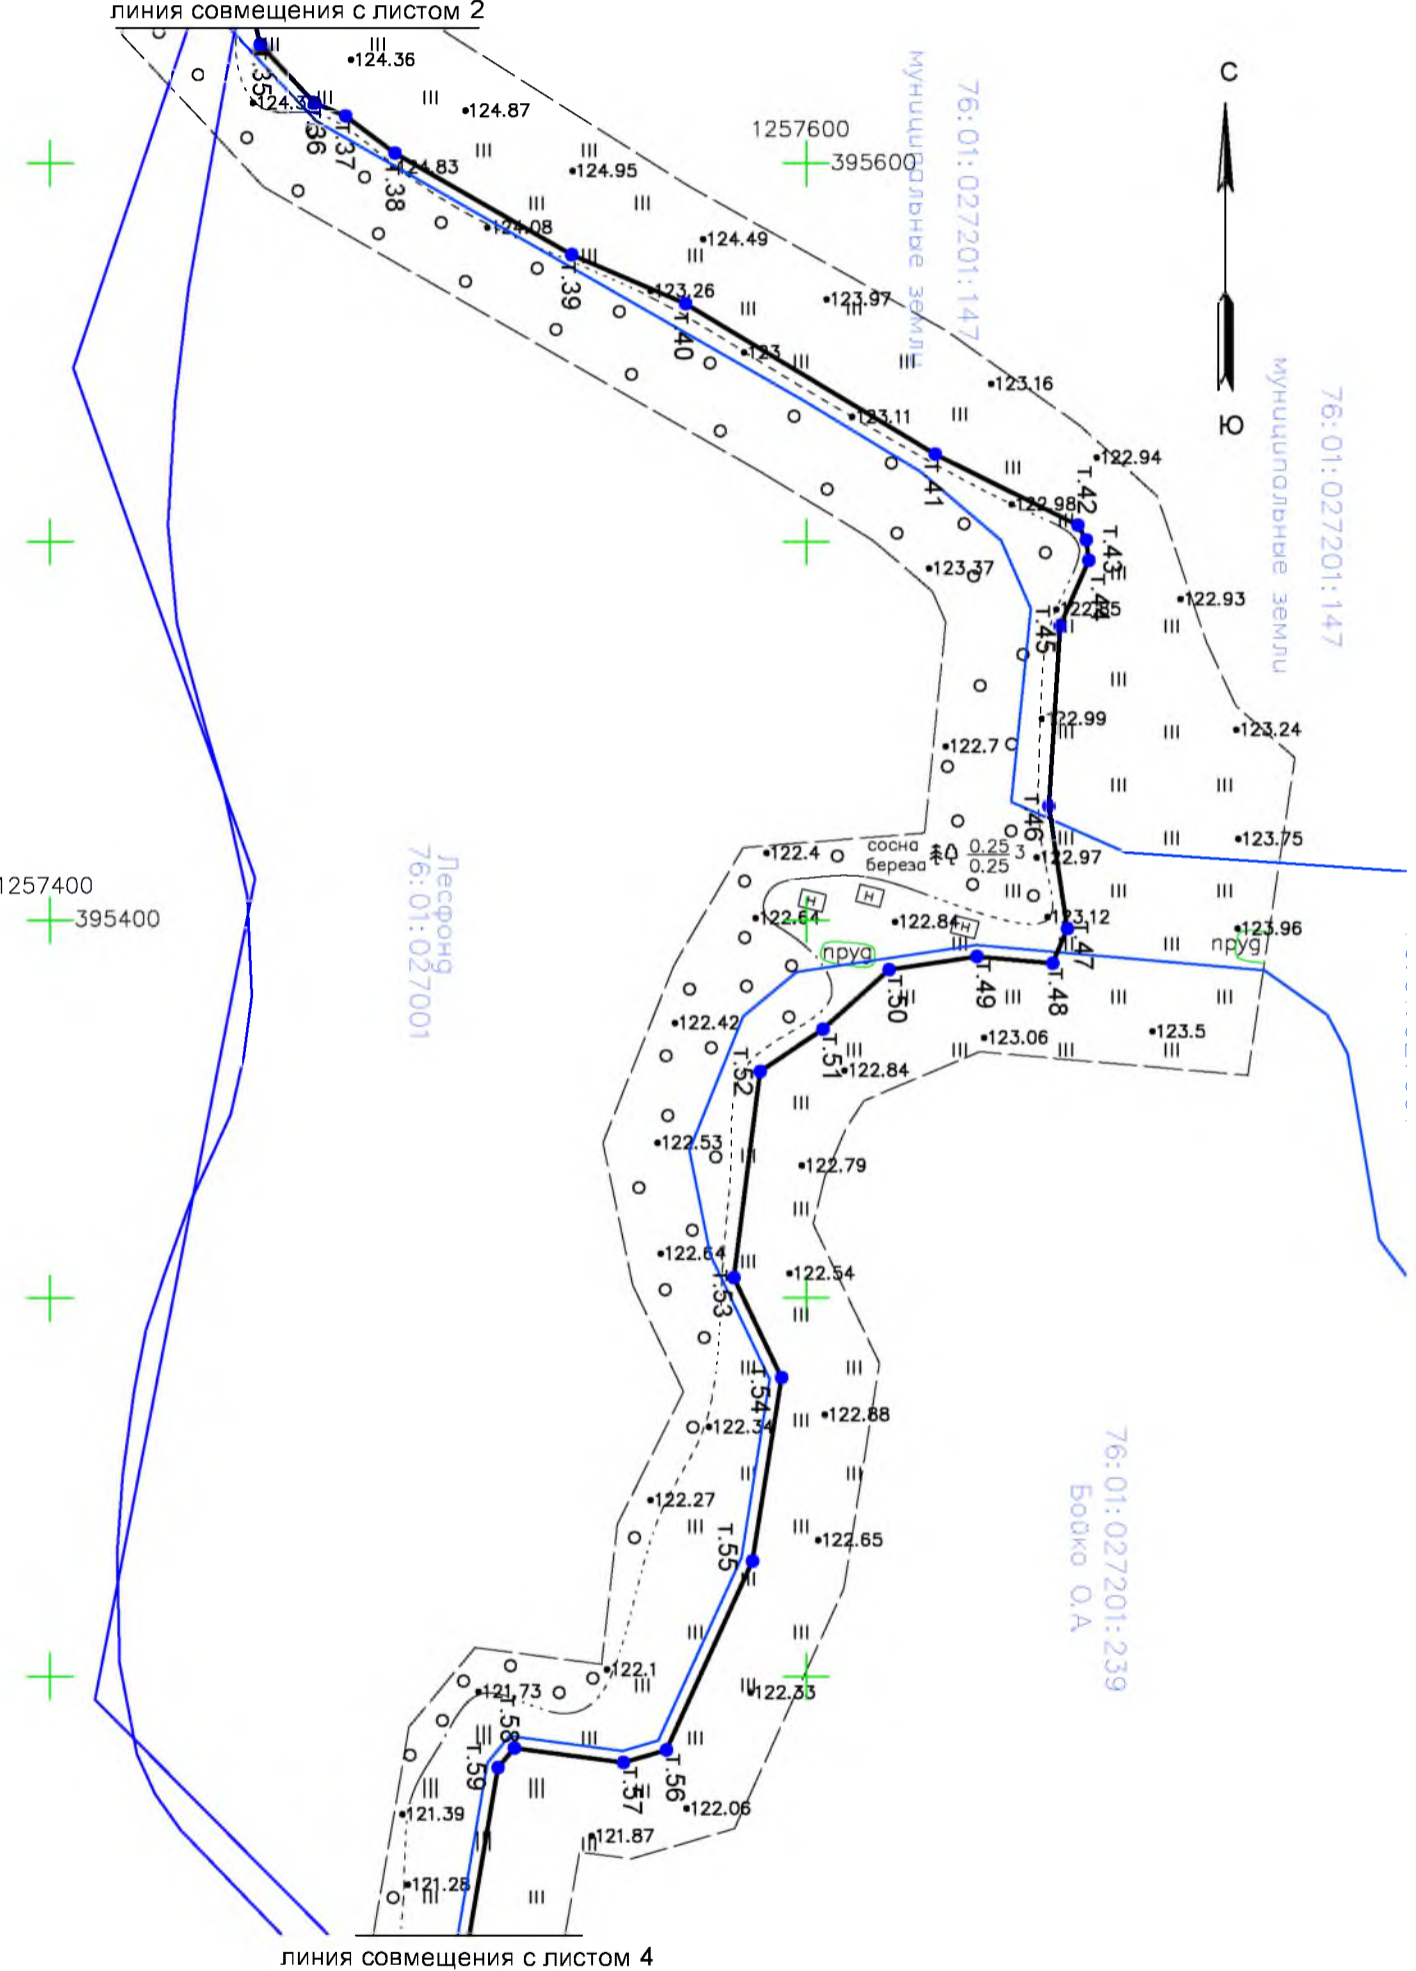 линия совмещения с листом 2
124.36
124.87
Т.35
Т.36
Т.37
124.83
Т.38
124.95
1257600
395600
76:01:027201:147
муниципальные земли
С
Ю
124.08
124.49
Т.39
123.26
Т.40
123.97
123
123.16
123.11
76:01:027201:147
муниципальные земли
122.94
Т.41
Т.42
122.98
Т.43
Т.44
123.37
122.93
Т.45
122.99
122.7
123.24
Т.46
123.75
122.4
сосна
береза
0.25
0.25
3
122.97
1257400
395400
Лесфонд
76:01:027001
122.64
122.84
123.12
123.96
н
н
н
пруд
пруд
Т.47
Т.48
Т.49
Т.50
122.42
123.06
123.5
Т.51
122.84
Т.52
122.53
122.79
122.64
122.54
Т.53
Т.54
122.88
122.34
76:01:027201:239
Бойко О.А
122.27
Т.55
122.65
122.1
121.73
122.33
Т.58
Т.59
Т.56
Т.57
121.39
122.06
121.87
121.28
линия совмещения с листом 4